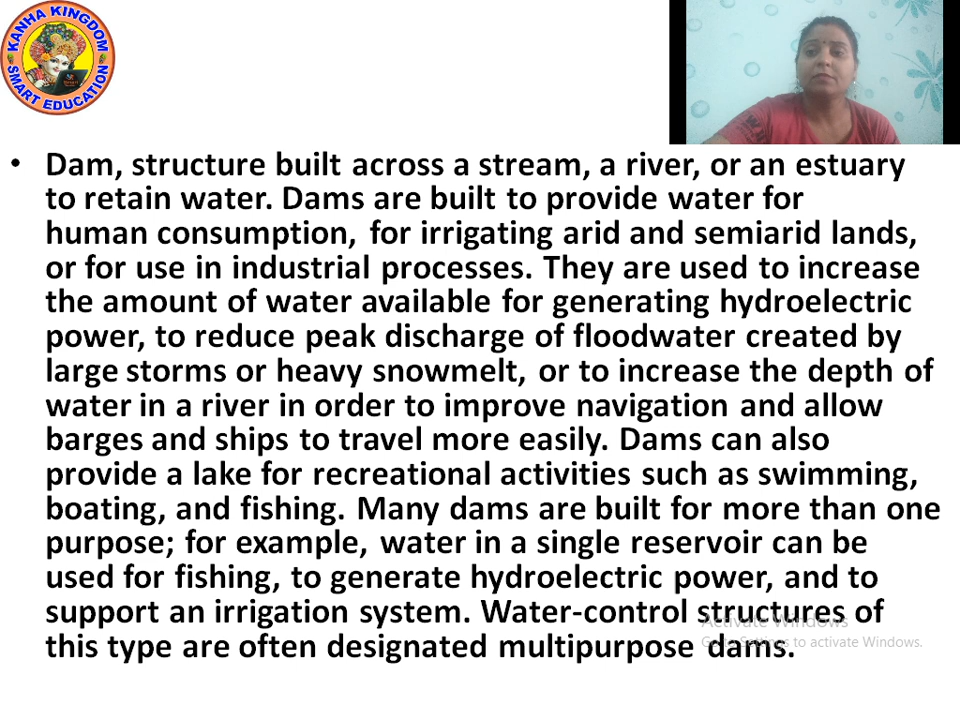 KANHA KINGDOM
SMART EDUCATION
• Dam, structure built across a stream, a river, or an estuary
to retain water. Dams are built to provide water for
human consumption, for irrigating arid and semiarid lands,
or for use in industrial processes. They are used to increase
the amount of water available for generating hydroelectric
power, to reduce peak discharge of floodwater created by
large storms or heavy snowmelt, or to increase the depth of
water in a river in order to improve navigation and allow
barges and ships to travel more easily. Dams can also
provide a lake for recreational activities such as swimming,
boating, and fishing. Many dams are built for more than one
purpose; for example, water in a single reservoir can be
used for fishing, to generate hydroelectric power, and to
support an irrigation system. Water-control structures of
this type are often designated multipurpose dams.
Activate Windows
Go to Settings to activate Windows.